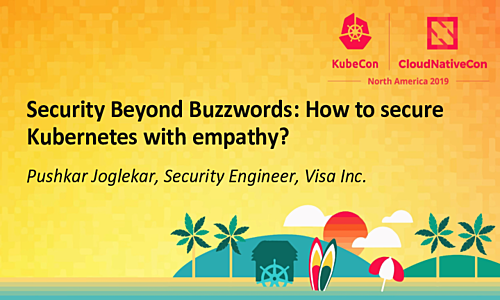 KubeCon
CloudNativeCon
North America 2019
Security Beyond Buzzwords: How to secure
Kubernetes with empathy?
Pushkar Joglekar, Security Engineer, Visa Inc.